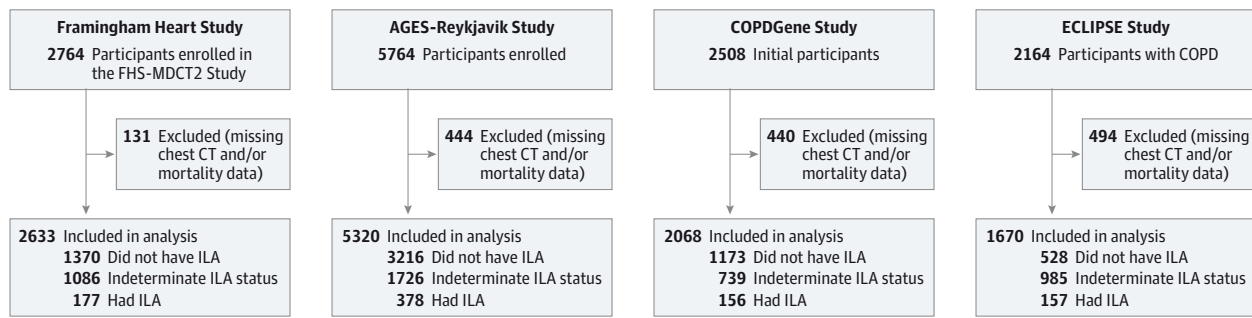 Framingham Heart Study
2764 Participants enrolled in
the FHS-MDCT2 Study
131 Excluded (missing
chest CT and/or
mortality data)
2633 Included in analysis
1370 Did not have ILA
1086 Indeterminate ILA status
177 Had ILA
AGES-Reykjavik Study
5764 Participants enrolled
444 Excluded (missing
chest CT and/or
mortality data)
5320 Included in analysis
3216 Did not have ILA
1726 Indeterminate ILA status
378 Had ILA
COPDGene Study
2508 Initial participants
440 Excluded (missing
chest CT and/or
mortality data)
2068 Included in analysis
1173 Did not have ILA
739 Indeterminate ILA status
156 Had ILA
ECLIPSE Study
2164 Participants with COPD
494 Excluded (missing
chest CT and/or
mortality data)
1670 Included in analysis
528 Did not have ILA
985 Indeterminate ILA status
157 Had ILA